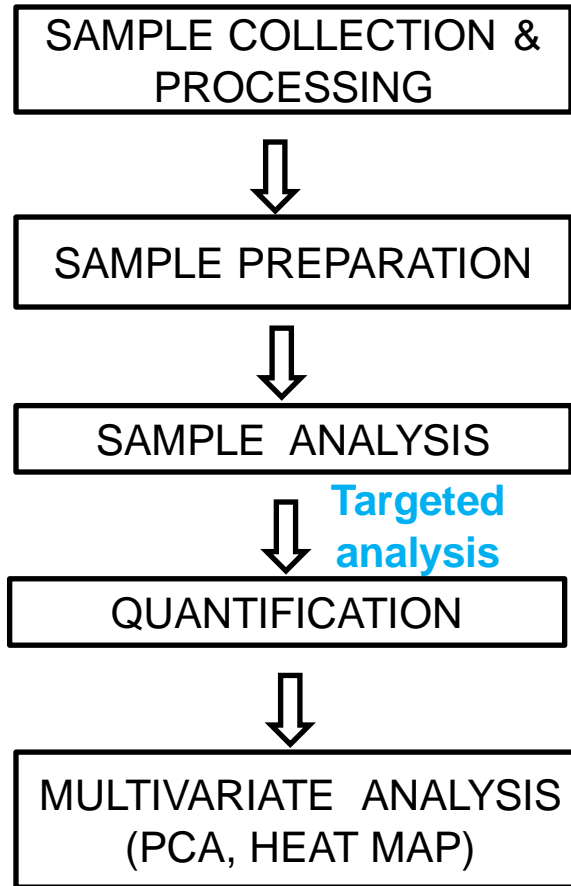 SAMPLE COLLECTION &
PROCESSING
SAMPLE PREPARATION
SAMPLE ANALYSIS
Targeted
analysis
QUANTIFICATION
MULTIVARIATE ANALYSIS
(PCA, HEAT MAP)